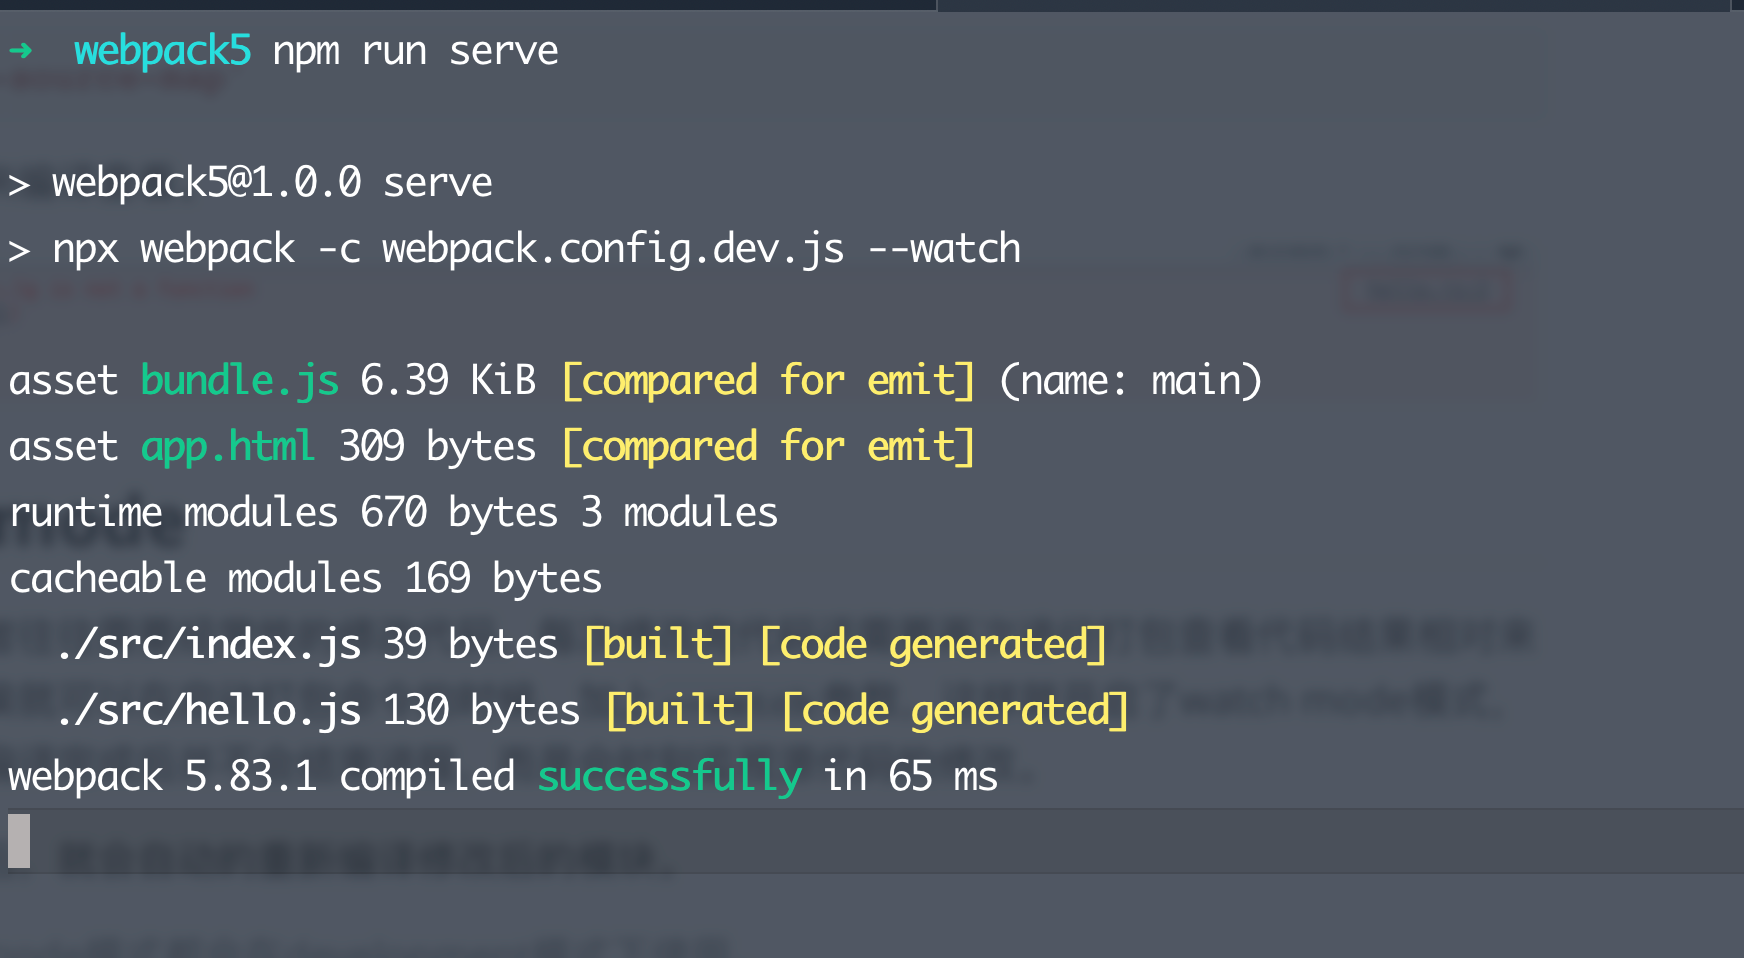 ➜ webpack5 npm run serve
> webpack5@1.0.0 serve
> npx webpack -c webpack.config.dev.js --watch
asset bundle.js 6.39 KiB [compared for emit] (name: main)
asset app.html 309 bytes [compared for emit]
runtime modules 670 bytes 3 modules
cacheable modules 169 bytes
./src/index.js 39 bytes [built] [code generated]
./src/hello.js 130 bytes [built] [code generated]
webpack 5.83.1 compiled successfully in 65 ms